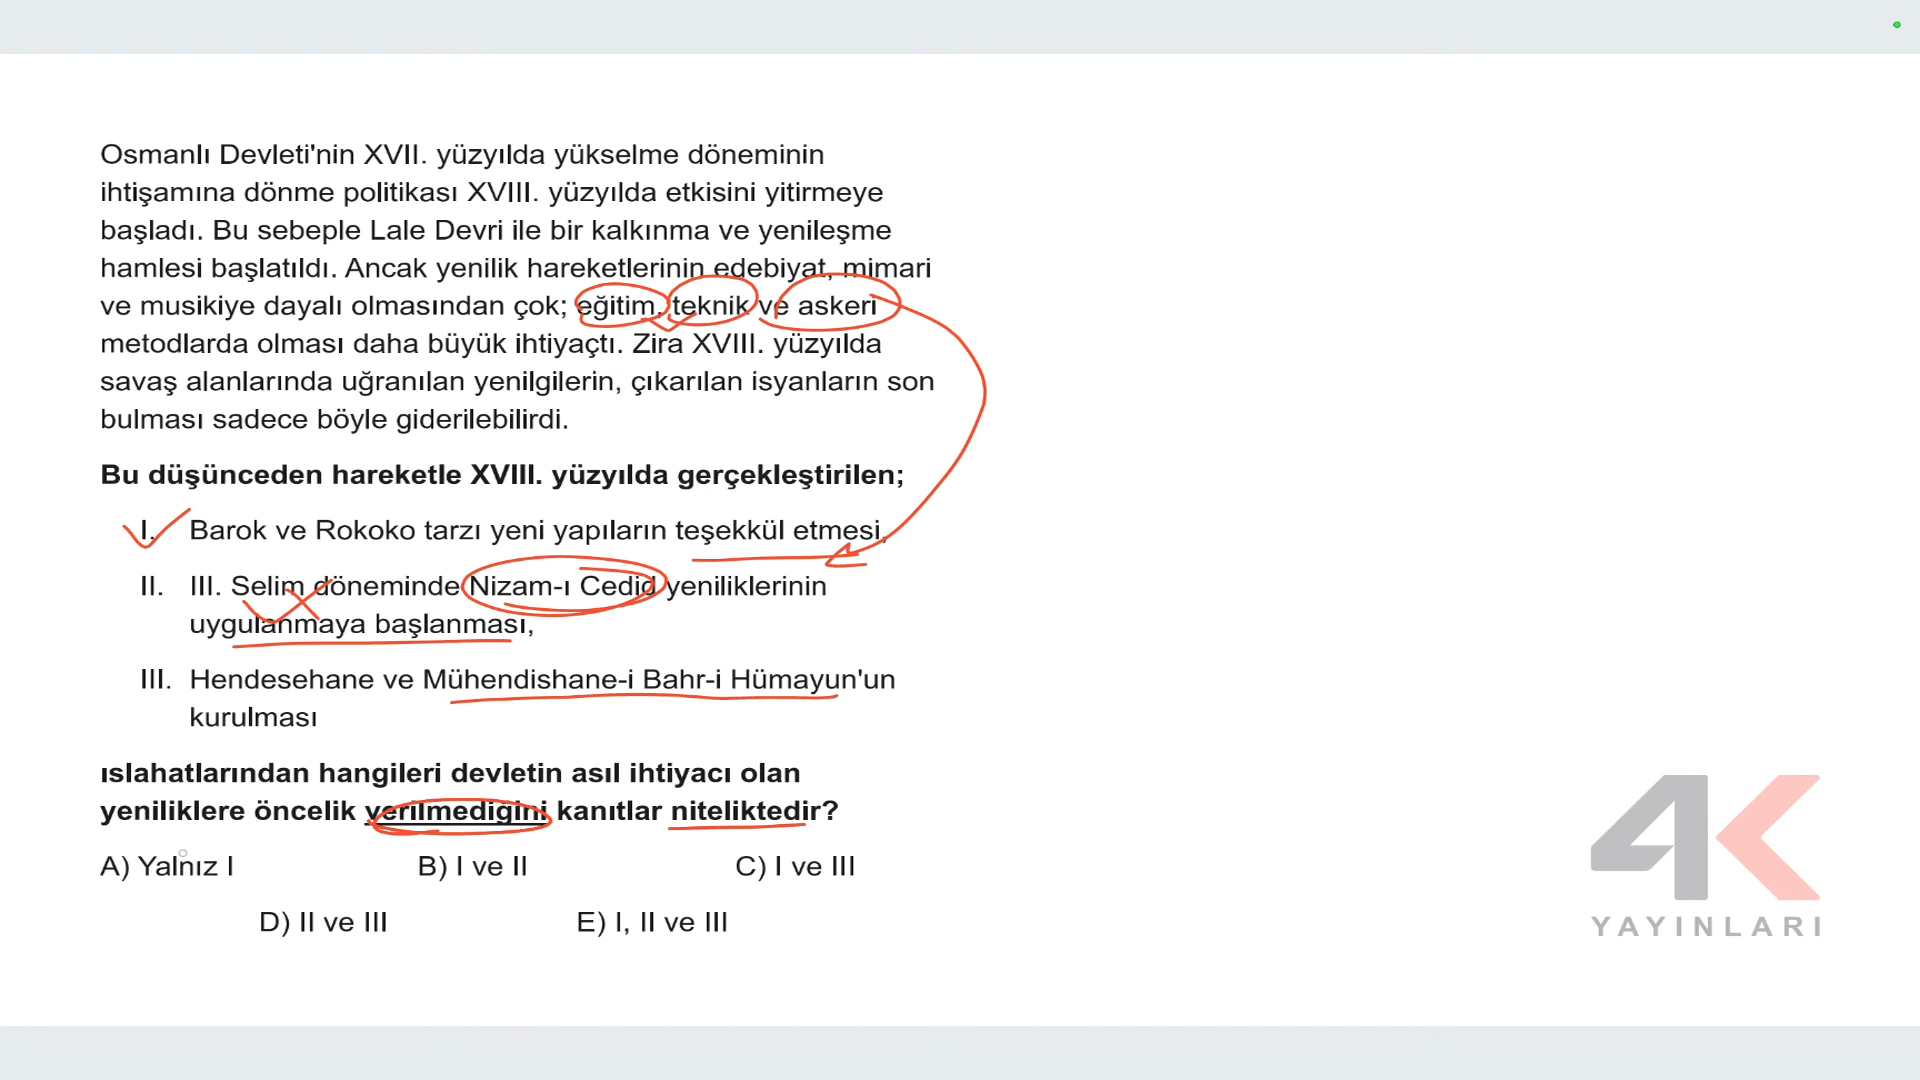 Osmanlı Devleti'nin XVII. yüzyılda yükselme döneminin
ihtişamına dönme politikası XVIII. yüzyılda etkisini yitirmeye
başladı. Bu sebeple Lale Devri ile bir kalkınma ve yenileşme
hamlesi başlatıldı. Ancak yenilik hareketlerinin edebiyat, mimari
ve musikiye dayalı olmasından çok; eğitim, teknik ve askeri
metodlarda olması daha büyük ihtiyaçtı. Zira XVIII. yüzyılda
savaş alanlarında uğranılan yenilgilerin, çıkarılan isyanların son
bulması sadece böyle giderilebilirdi.
Bu düşünceden hareketle XVIII. yüzyılda gerçekleştirilen;
I. Barok ve Rokoko tarzı yeni yapıların teşekkül etmesi,
II. III. Selim döneminde Nizam-ı Cedid yeniliklerinin
uygulanmaya başlanması,
III. Hendesehane ve Mühendishane-i Bahr-i Hümayun'un
kurulması
ıslahatlarından hangileri devletin asıl ihtiyacı olan
yeniliklere öncelik verilmediğini kanıtlar niteliktedir?
A) Yalnız I B) I ve II C) I ve III
D) II ve III E) I, II ve III
4K
YAYINLARI